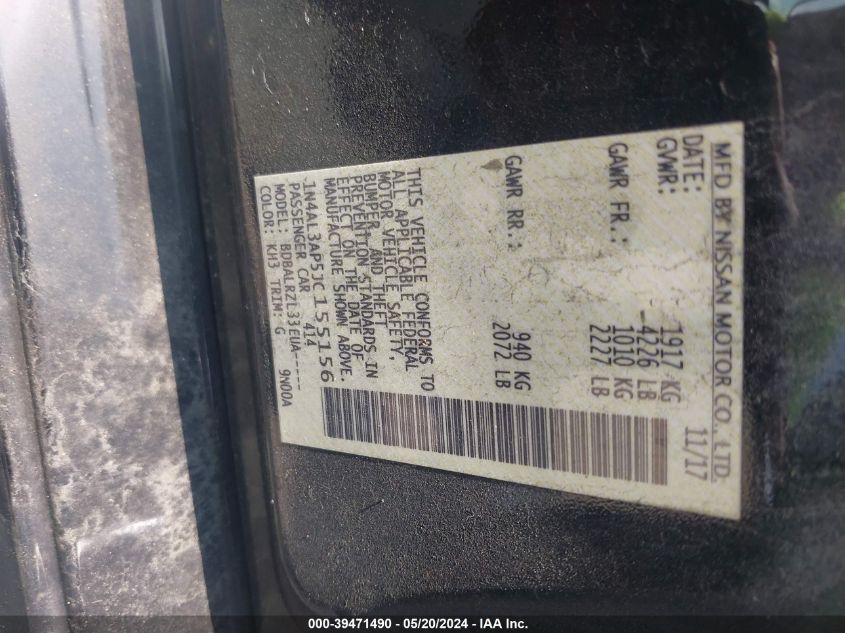 MFD BY NISSAN MOTOR CO., LTD.
DATE: 11/17
GVWR: 1917 KG
4226 LB
GAWR FR.: 1010 KG
2227 LB
GAWR RR.: 940 KG
2072 LB
THIS VEHICLE CONFORMS TO
ALL APPLICABLE FEDERAL
MOTOR VEHICLE SAFETY,
BUMPER, AND THEFT
PREVENTION STANDARDS IN
EFFECT ON THE DATE OF
MANUFACTURE SHOWN ABOVE.
1N4AL3AP5JC155156
PASSENGER CAR 414
MODEL: BDBALRZL33EUA-----
COLOR: KH3 TRIM: G 9N00A
000-39471490 - 05/20/2024 - IAA Inc.